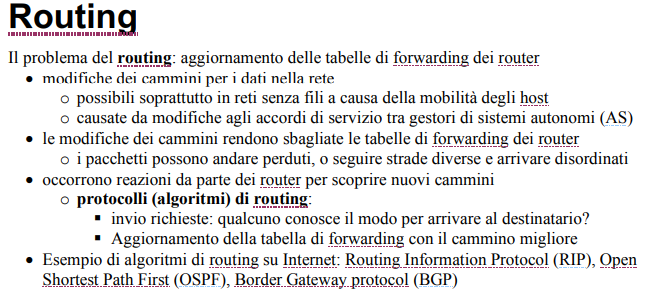 Routing
Il problema del routing: aggiornamento delle tabelle di forwarding dei router
• modifiche dei cammini per i dati nella rete
o possibili soprattutto in reti senza fili a causa della mobilità degli host
o causate da modifiche agli accordi di servizio tra gestori di sistemi autonomi (AS)
• le modifiche dei cammini rendono sbagliate le tabelle di forwarding dei router
o i pacchetti possono andare perduti, o seguire strade diverse e arrivare disordinati
• occorrono reazioni da parte dei router per scoprire nuovi cammini
o protocolli (algoritmi) di routing:
▪ invio richieste: qualcuno conosce il modo per arrivare al destinatario?
▪ Aggiornamento della tabella di forwarding con il cammino migliore
• Esempio di algoritmi di routing su Internet: Routing Information Protocol (RIP), Open
Shortest Path First (OSPF), Border Gateway protocol (BGP)